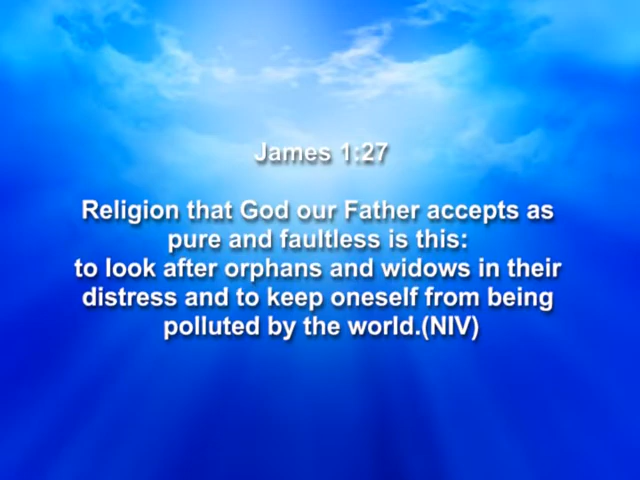 James 1:27
Religion that God our Father accepts as
pure and faultless is this:
to look after orphans and widows in their
distress and to keep oneself from being
polluted by the world.(NIV)